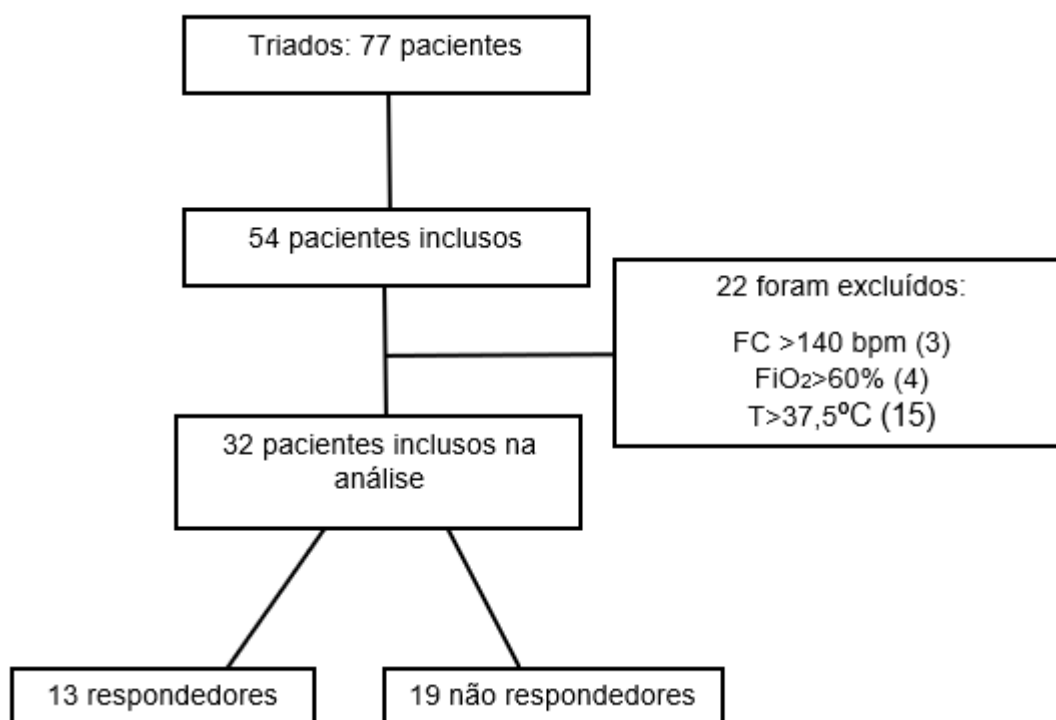 Triados: 77 pacientes
54 pacientes inclusos
22 foram excluídos:
FC >140 bpm (3)
FiO₂>60% (4)
T>37,5ºC (15)
32 pacientes inclusos na
análise
13 respondedores
19 não respondedores